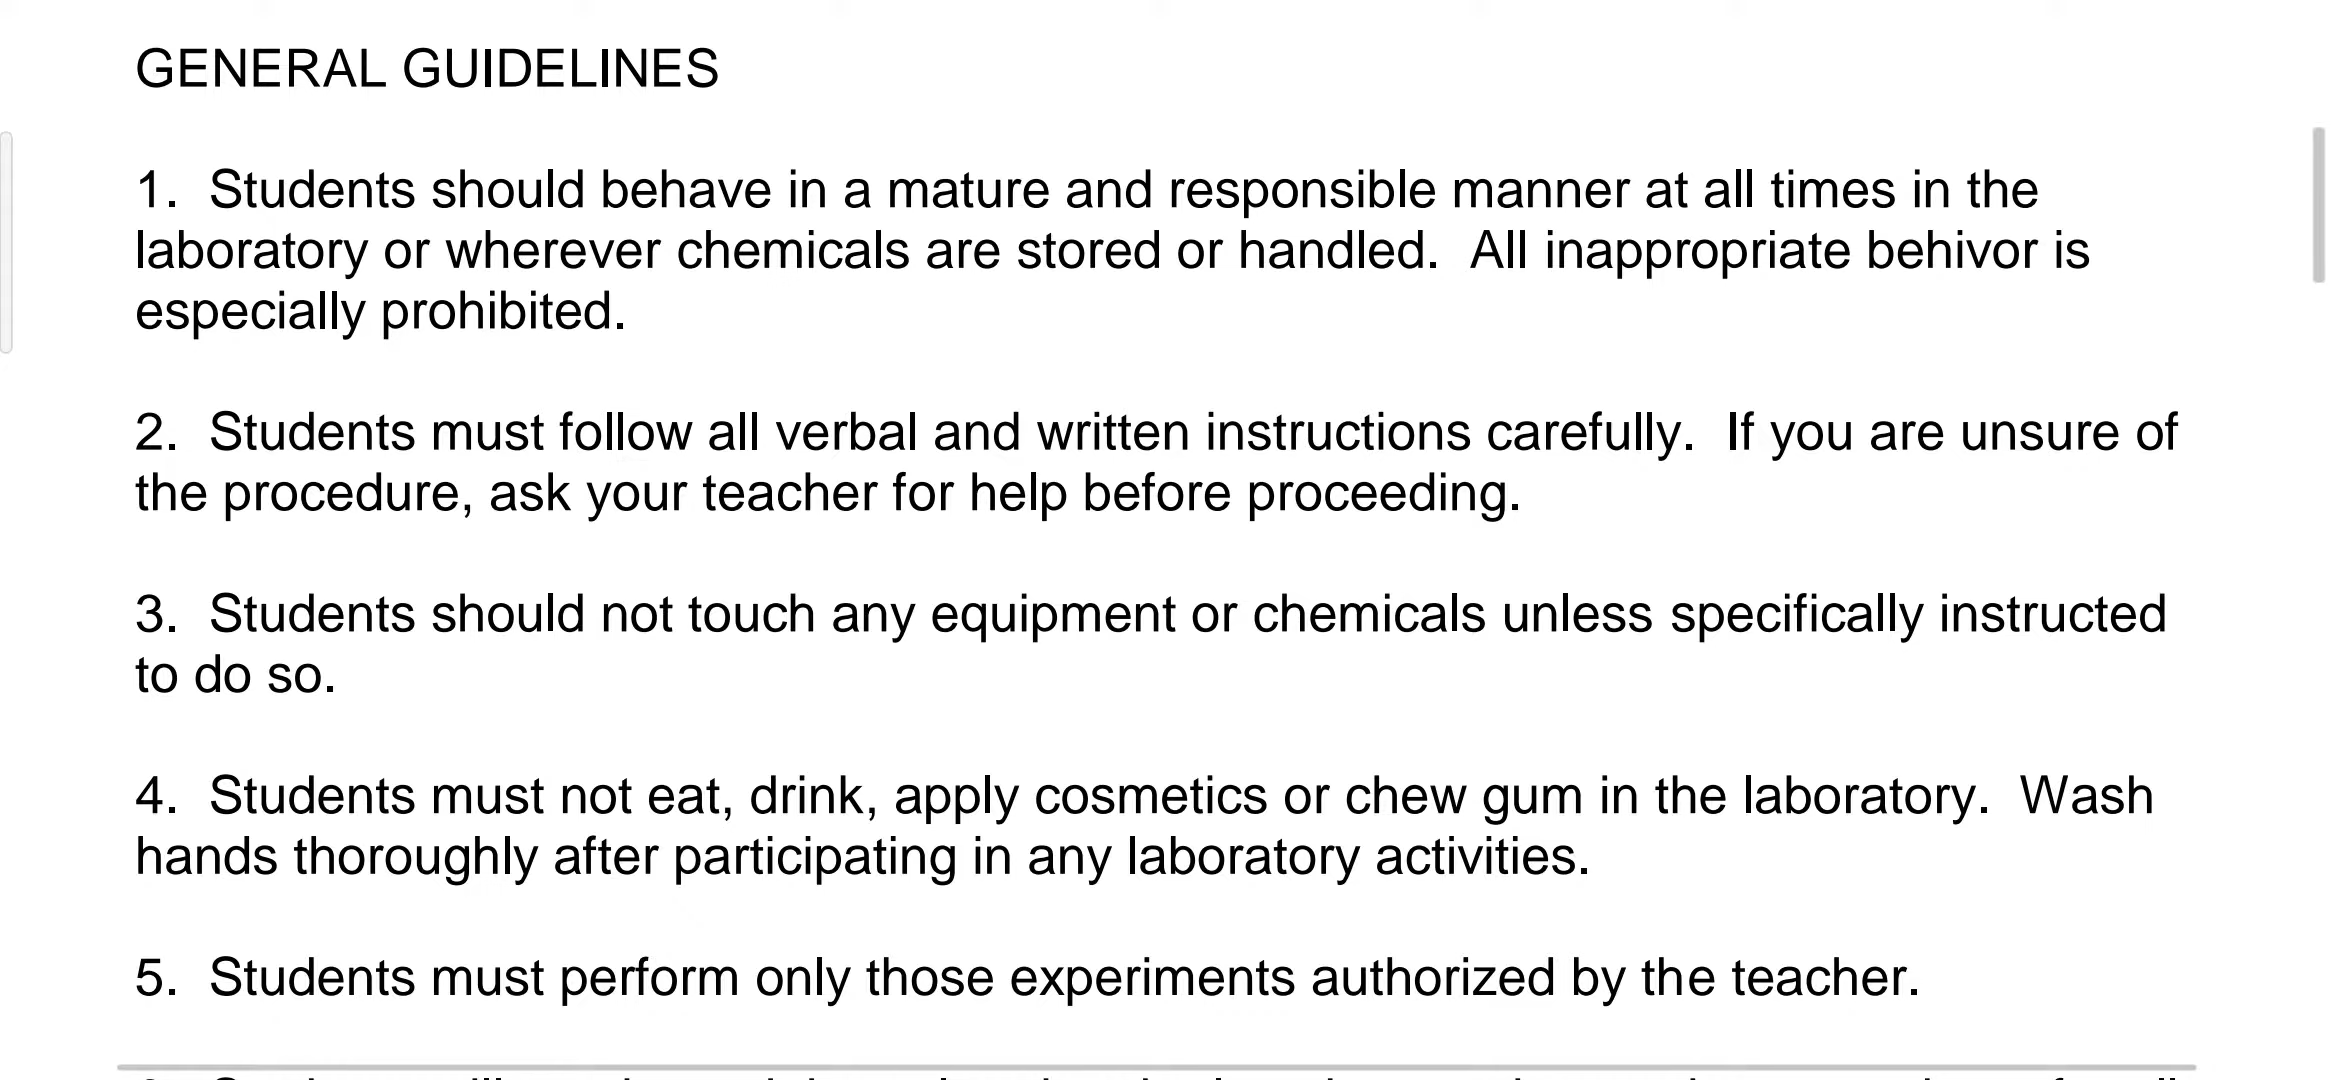 GENERAL GUIDELINES
1.  Students should behave in a mature and responsible manner at all times in the
laboratory or wherever chemicals are stored or handled.  All inappropriate behivor is
especially prohibited.
2.  Students must follow all verbal and written instructions carefully.  If you are unsure of
the procedure, ask your teacher for help before proceeding.
3.  Students should not touch any equipment or chemicals unless specifically instructed
to do so.
4.  Students must not eat, drink, apply cosmetics or chew gum in the laboratory.  Wash
hands thoroughly after participating in any laboratory activities.
5.  Students must perform only those experiments authorized by the teacher.